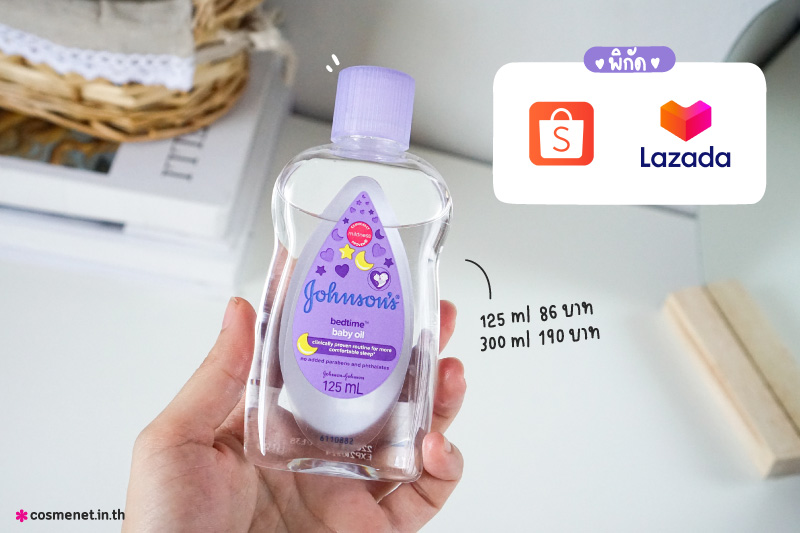 พิกัด
S
Lazada
mildness
Johnson's
bedtime™
baby oil
clinically proven routine for more
comfortable sleep*
no added parabens and phthalates
Johnson & Johnson
125 mL
125 ml 86 บาท
300 ml 190 บาท
cosmenet.in.th